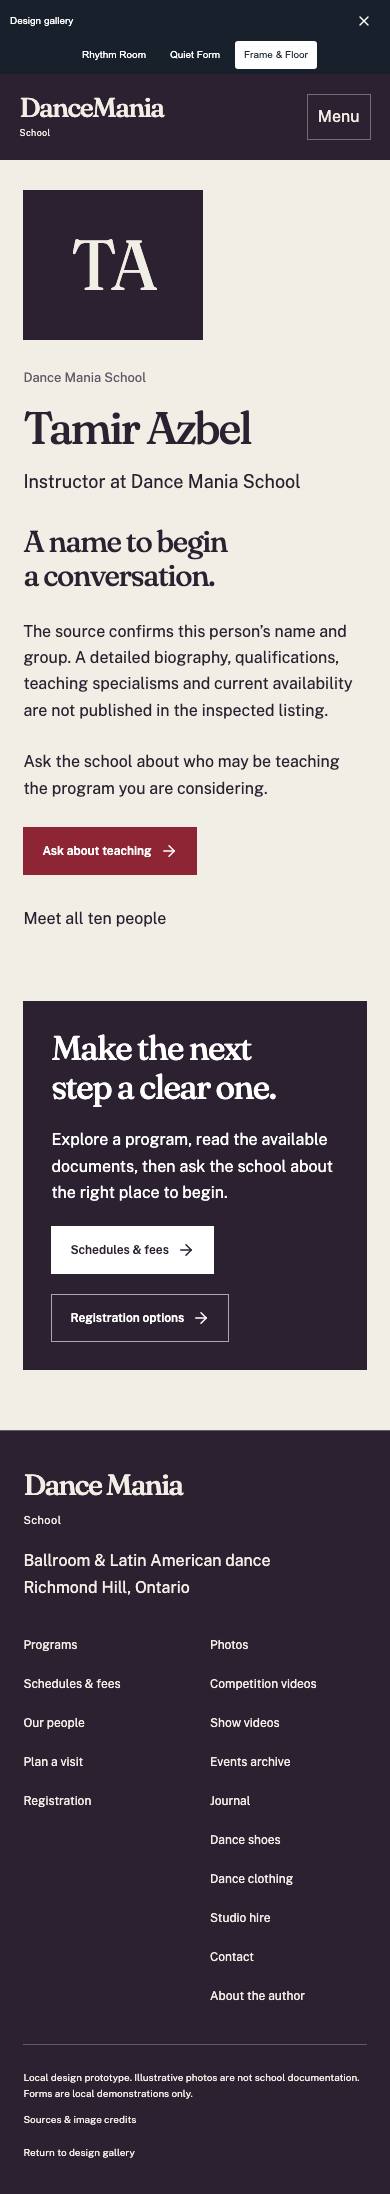 Design gallery
Rhythm Room
Quiet Form
Frame & Floor
DanceMania
School
Menu
TA
Dance Mania School
Tamir Azbel
Instructor at Dance Mania School
A name to begin
a conversation.
The source confirms this person’s name and
group. A detailed biography, qualifications,
teaching specialisms and current availability
are not published in the inspected listing.
Ask the school about who may be teaching
the program you are considering.
Ask about teaching
Meet all ten people
Make the next
step a clear one.
Explore a program, read the available
documents, then ask the school about
the right place to begin.
Schedules & fees
Registration options
Dance Mania
School
Ballroom & Latin American dance
Richmond Hill, Ontario
Programs
Schedules & fees
Our people
Plan a visit
Registration
Photos
Competition videos
Show videos
Events archive
Journal
Dance shoes
Dance clothing
Studio hire
Contact
About the author
Local design prototype. Illustrative photos are not school documentation.
Forms are local demonstrations only.
Sources & image credits
Return to design gallery